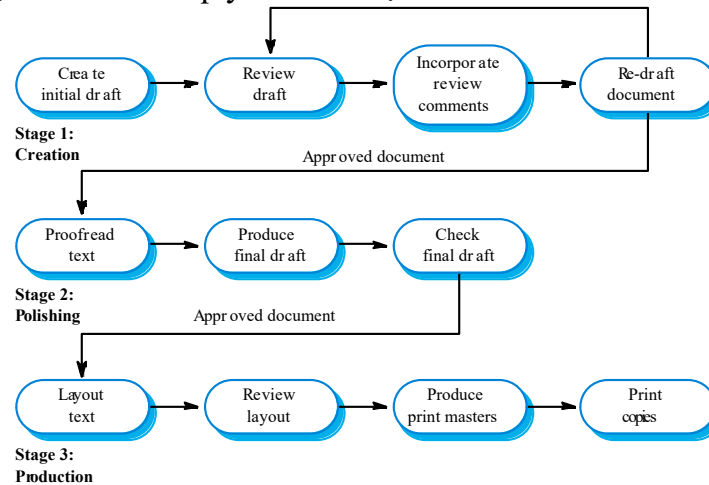 Create
initial draft
Review
draft
Incorporate
review
comments
Re-draft
document
Stage 1:
Creation
Approved document
Proofread
text
Produce
final draft
Check
final draft
Stage 2:
Polishing
Approved document
Layout
text
Review
layout
Produce
print masters
Print
copies
Stage 3:
Production